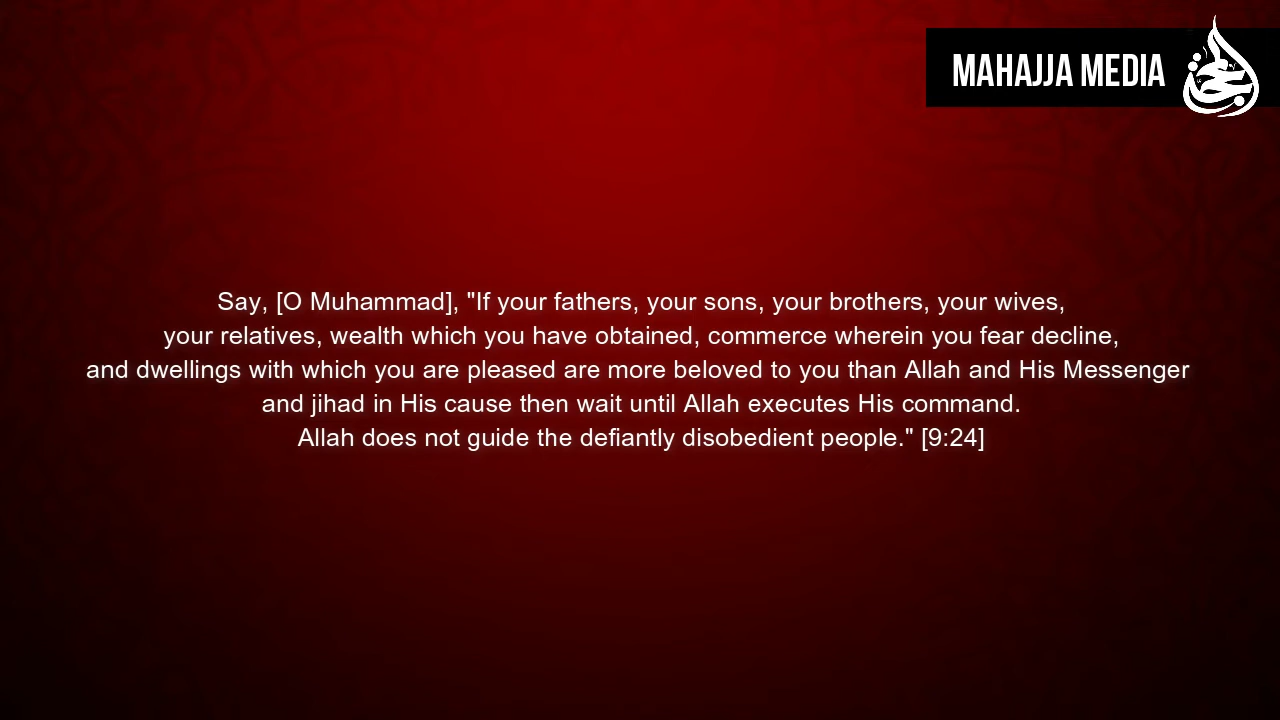 MAHAJJA MEDIA
Say, [O Muhammad], "If your fathers, your sons, your brothers, your wives,
your relatives, wealth which you have obtained, commerce wherein you fear decline,
and dwellings with which you are pleased are more beloved to you than Allah and His Messenger
and jihad in His cause then wait until Allah executes His command.
Allah does not guide the defiantly disobedient people." [9:24]